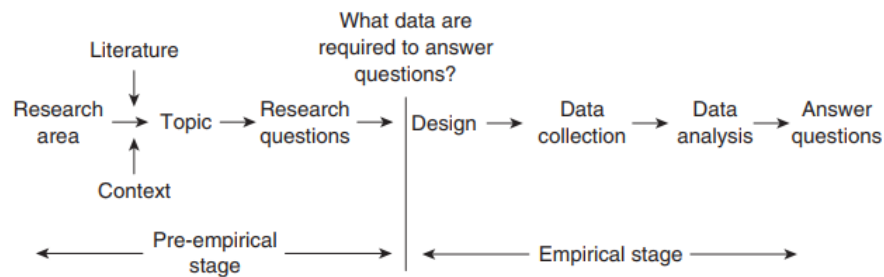 What data are
required to answer
questions?
Literature
Research
area
Topic
Research
questions
Design
Data
collection
Data
analysis
Answer
questions
Context
Pre-empirical
stage
Empirical stage